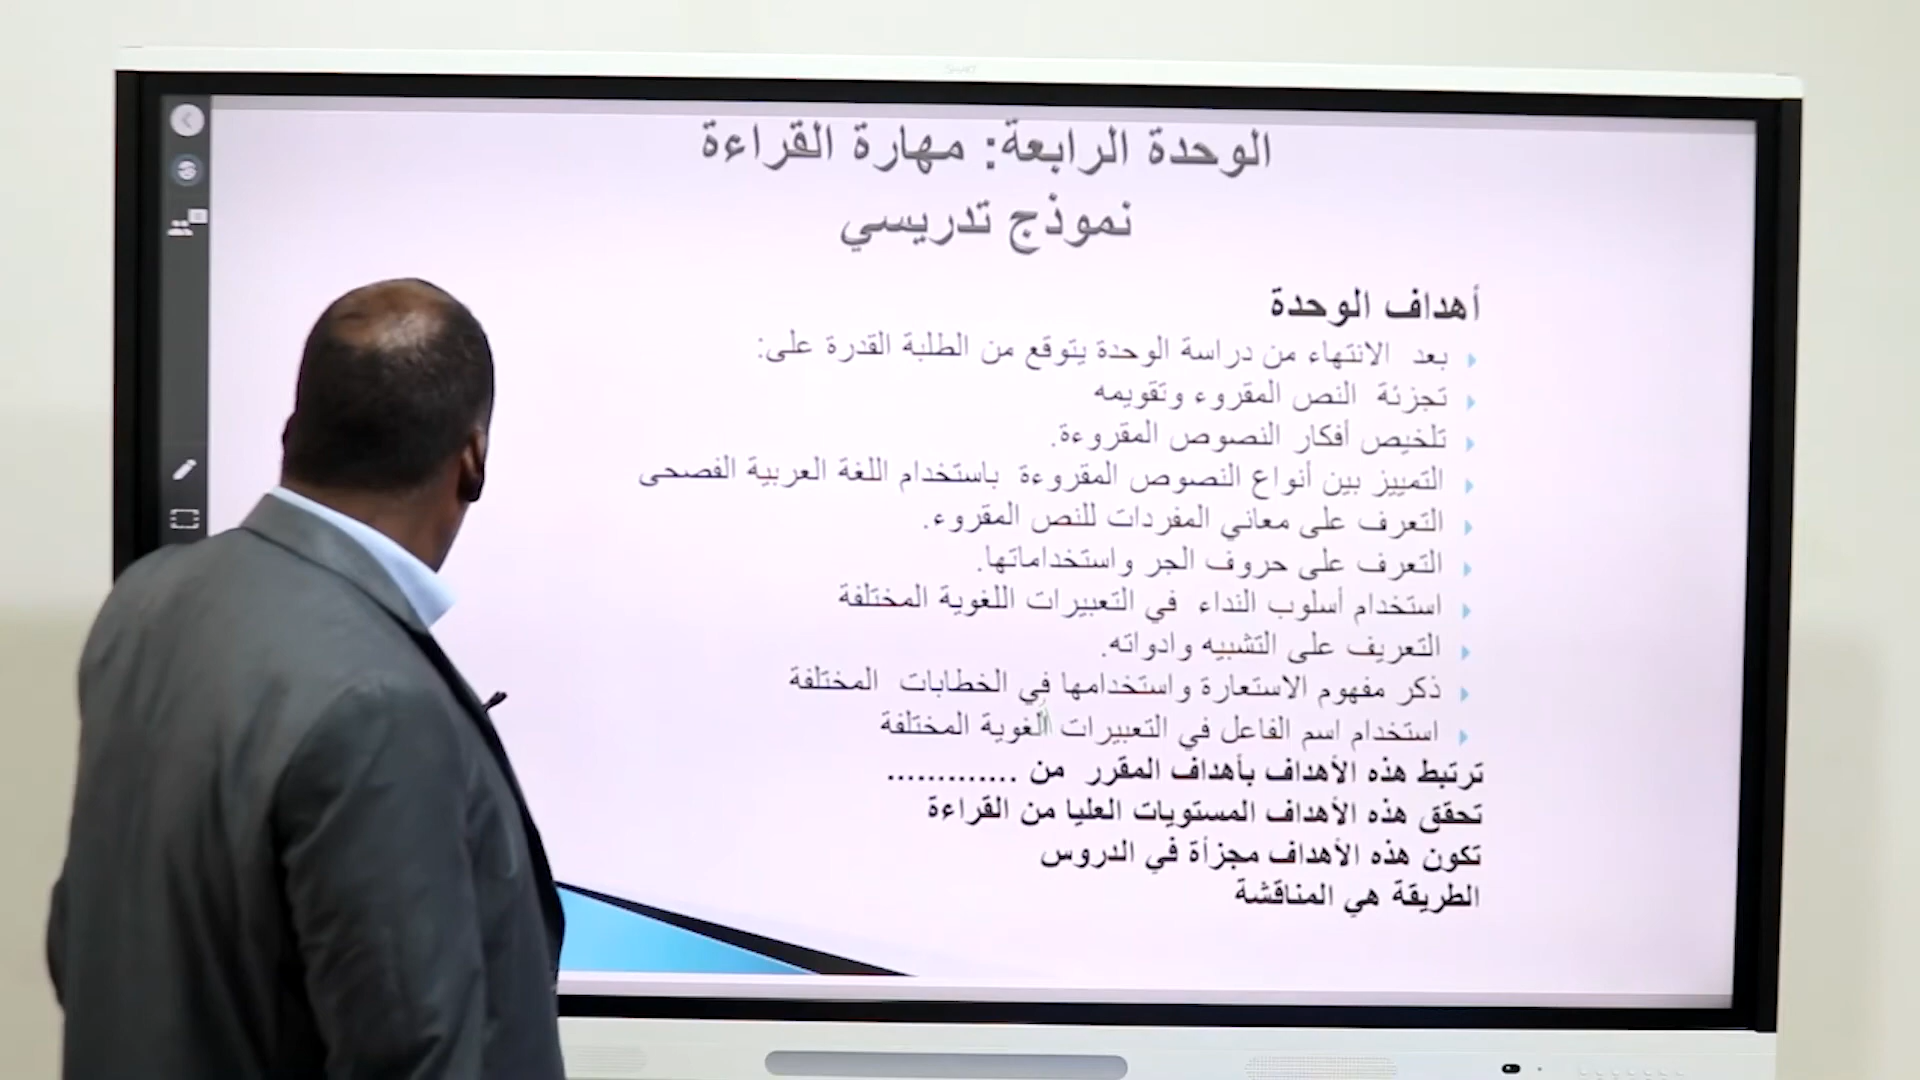 الوحدة الرابعة: مهارة القراءة
نموذج تدريسي
أهداف الوحدة
بعد الانتهاء من دراسة الوحدة يتوقع من الطلبة القدرة على:
تجزئة النص المقروء وتقويمه
تلخيص أفكار النصوص المقروءة.
التمييز بين أنواع النصوص المقروءة باستخدام اللغة العربية الفصحى
التعرف على معاني المفردات للنص المقروء.
التعرف على حروف الجر واستخداماتها.
استخدام أسلوب النداء في التعبيرات اللغوية المختلفة
التعريف على التشبيه وادواته.
ذكر مفهوم الاستعارة واستخدامها في الخطابات المختلفة
استخدام اسم الفاعل في التعبيرات الغوية المختلفة
ترتبط هذه الأهداف بأهداف المقرر من .............
تحقق هذه الأهداف المستويات العليا من القراءة
تكون هذه الأهداف مجزأة في الدروس
الطريقة هي المناقشة